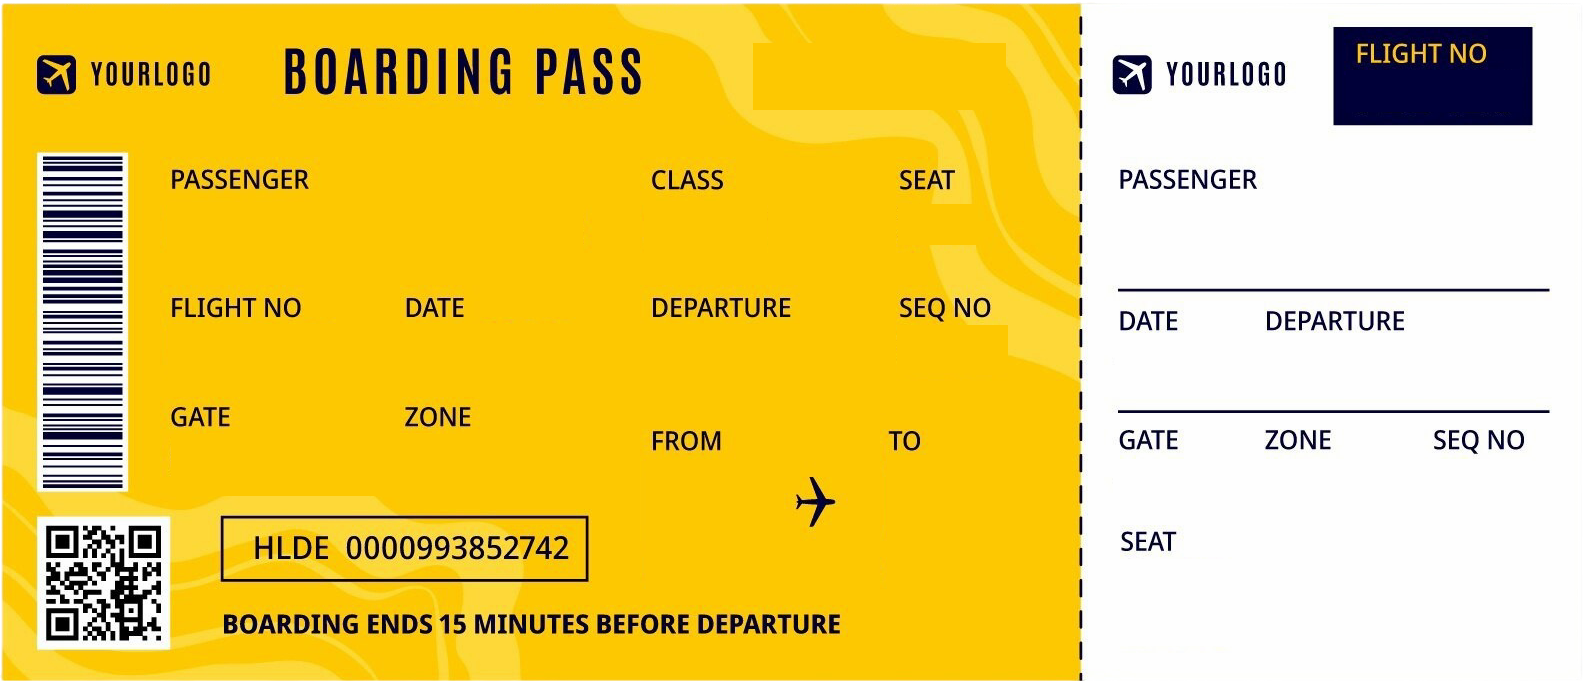 YOURLOGO
BOARDING PASS
PASSENGER
CLASS
SEAT
FLIGHT NO
DATE
DEPARTURE
SEQ NO
GATE
ZONE
FROM
TO
HLDE 0000993852742
BOARDING ENDS 15 MINUTES BEFORE DEPARTURE
YOURLOGO
FLIGHT NO
PASSENGER
DATE
DEPARTURE
GATE
ZONE
SEQ NO
SEAT